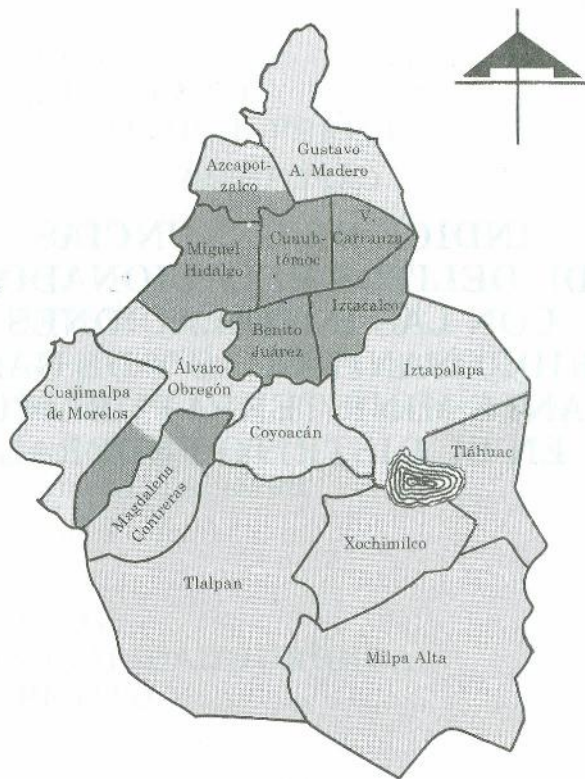 Gustavo
A. Madero
Azcapot-
zalco
V.
Carranza
Cuauh-
témoc
Miguel
Hidalgo
Iztacalco
Benito
Juárez
Iztapalapa
Álvaro
Obregón
Cuajimalpa
de Morelos
Coyoacán
Tláhuac
Magdalena
Contreras
Xochimilco
Tlalpan
Milpa Alta